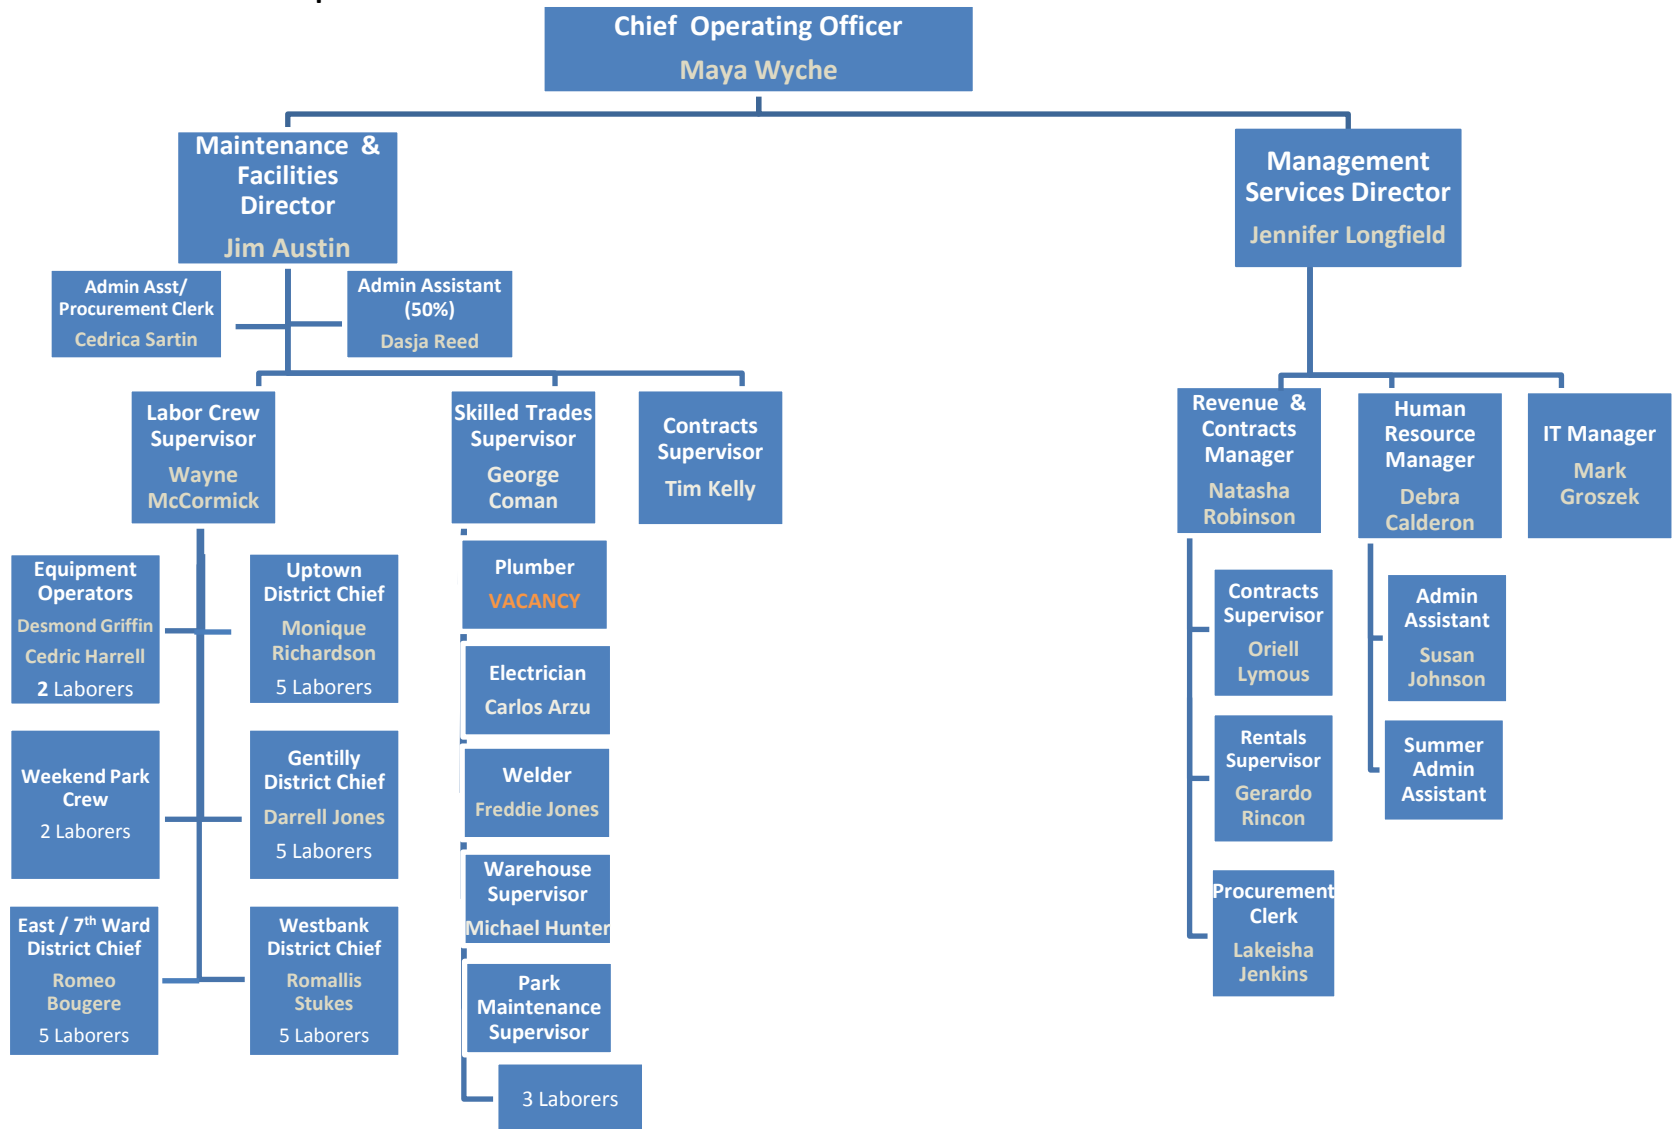 Chief Operating Officer
Maya Wyche
Maintenance &
Facilities
Director
Jim Austin
Management
Services Director
Jennifer Longfield
Admin Asst/
Procurement Clerk
Cedrica Sartin
Admin Assistant
(50%)
Dasja Reed
Labor Crew
Supervisor
Wayne
McCormick
Skilled Trades
Supervisor
George
Coman
Contracts
Supervisor
Tim Kelly
Revenue &
Contracts
Manager
Natasha
Robinson
Human
Resource
Manager
Debra
Calderon
IT Manager
Mark
Groszek
Equipment
Operators
Desmond Griffin
Cedric Harrell
2 Laborers
Uptown
District Chief
Monique
Richardson
5 Laborers
Weekend Park
Crew
2 Laborers
Gentilly
District Chief
Darrell Jones
5 Laborers
East / 7th Ward
District Chief
Romeo
Bougere
5 Laborers
Westbank
District Chief
Romallis
Stukes
5 Laborers
Plumber
VACANCY
Electrician
Carlos Arzu
Welder
Freddie Jones
Warehouse
Supervisor
Michael Hunter
Park
Maintenance
Supervisor
3 Laborers
Contracts
Supervisor
Oriell
Lymous
Rentals
Supervisor
Gerardo
Rincon
Procurement
Clerk
Lakeisha
Jenkins
Admin
Assistant
Susan
Johnson
Summer
Admin
Assistant